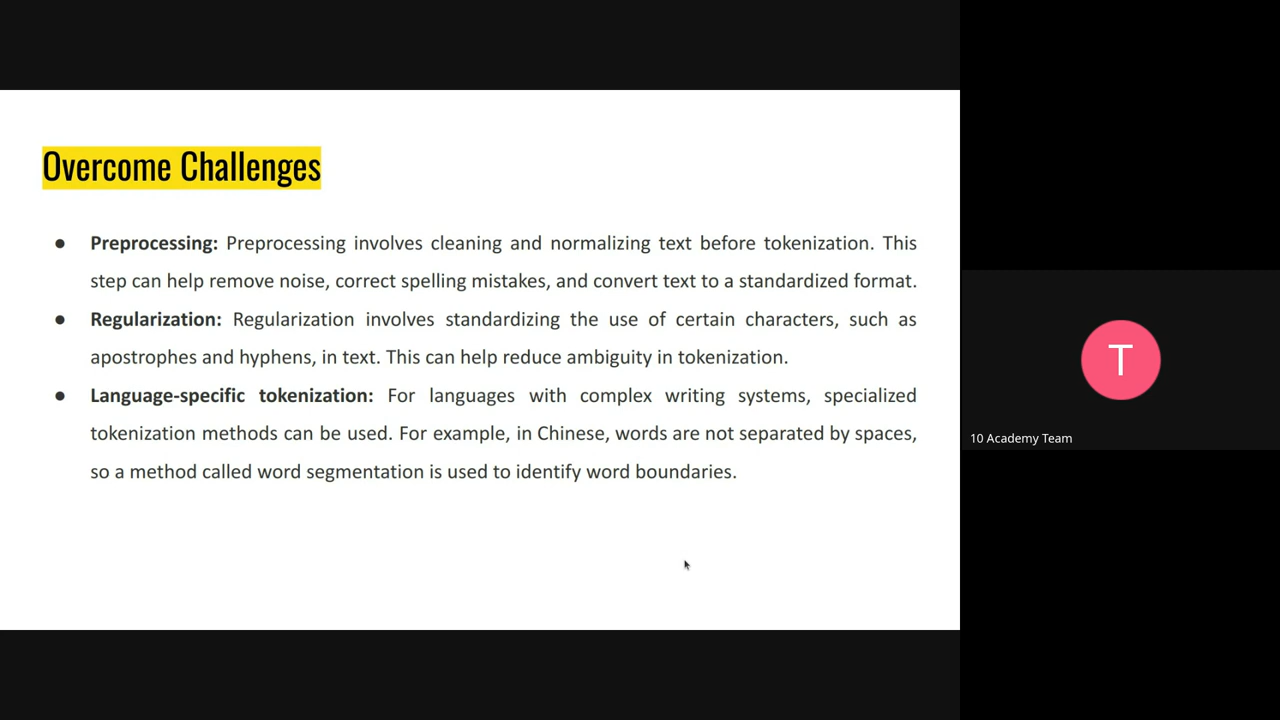 Overcome Challenges
● Preprocessing: Preprocessing involves cleaning and normalizing text before tokenization. This
step can help remove noise, correct spelling mistakes, and convert text to a standardized format.
● Regularization: Regularization involves standardizing the use of certain characters, such as
apostrophes and hyphens, in text. This can help reduce ambiguity in tokenization.
● Language-specific tokenization: For languages with complex writing systems, specialized
tokenization methods can be used. For example, in Chinese, words are not separated by spaces,
so a method called word segmentation is used to identify word boundaries.
T
10 Academy Team